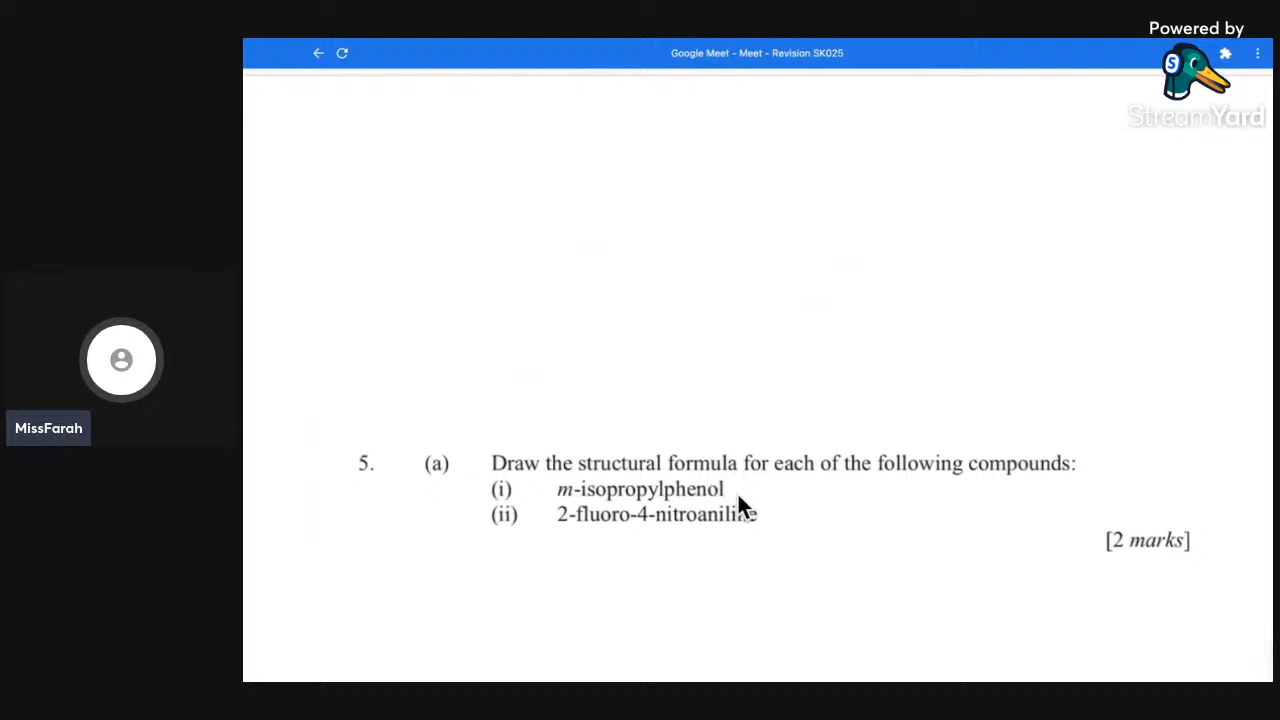 Powered by
Google Meet - Meet - Revision SK025
StreamYard
MissFarah
5. (a) Draw the structural formula for each of the following compounds:
(i) m-isopropylphenol
(ii) 2-fluoro-4-nitroaniline
[2 marks]